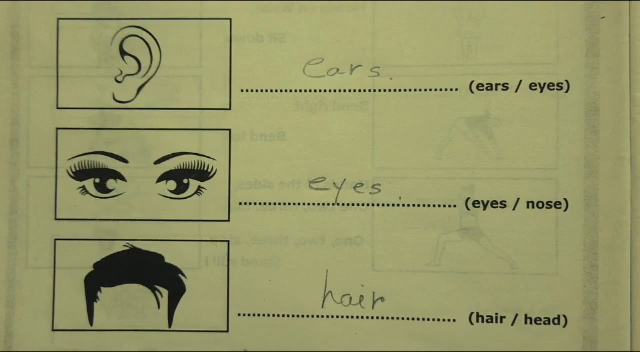 ears.
(ears / eyes)
eyes.
(eyes / nose)
hair
(hair / head)